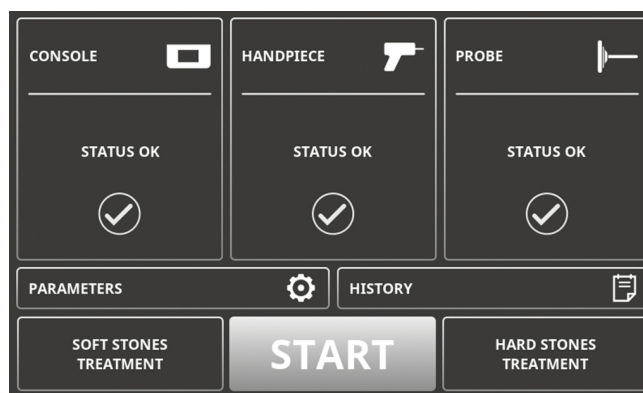 CONSOLE
HANDPIECE
PROBE
STATUS OK
STATUS OK
STATUS OK
PARAMETERS
HISTORY
SOFT STONES
TREATMENT
START
HARD STONES
TREATMENT